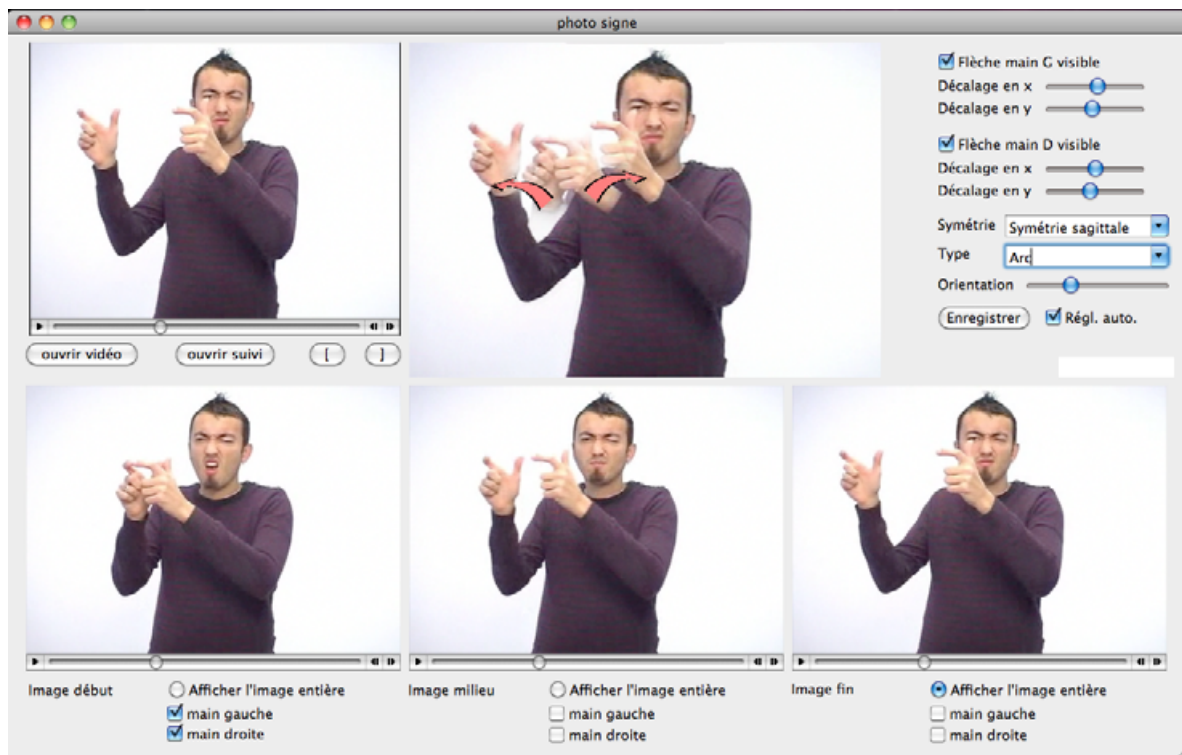 photo signe
Flèche main G visible
Décalage en x
Décalage en y
Flèche main D visible
Décalage en x
Décalage en y
Symétrie Symétrie sagittale
Type Arc
Orientation
Enregistrer Régl. auto.
ouvrir vidéo ouvrir suivi [ ]
Image début Afficher l'image entière
main gauche
main droite
Image milieu Afficher l'image entière
main gauche
main droite
Image fin Afficher l'image entière
main gauche
main droite